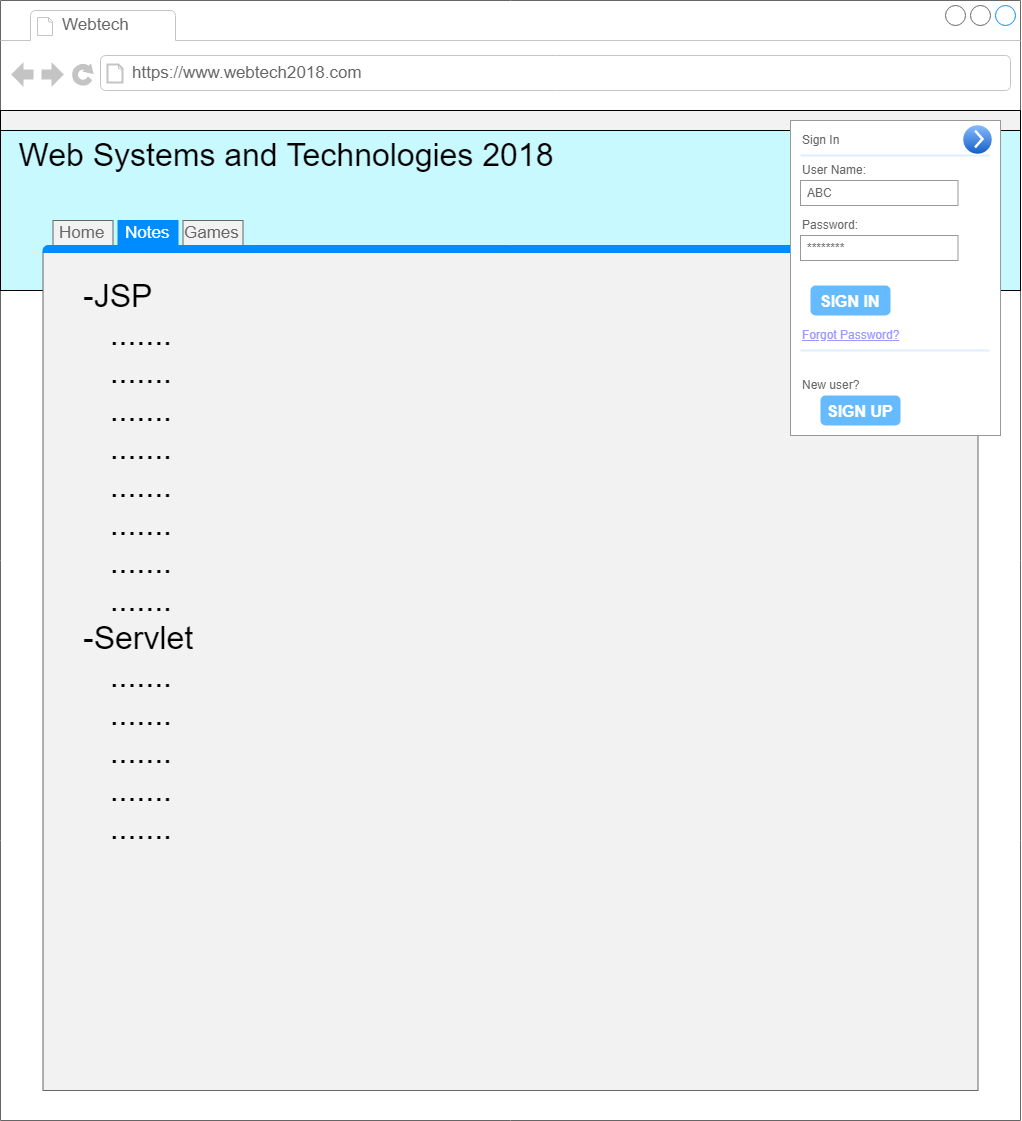 Webtech
https://www.webtech2018.com
Web Systems and Technologies 2018
Home Notes Games
Sign In
User Name:
ABC
Password:
********
SIGN IN
Forgot Password?
New user?
SIGN UP
-JSP
.......
.......
.......
.......
.......
.......
.......
.......
-Servlet
.......
.......
.......
.......
.......